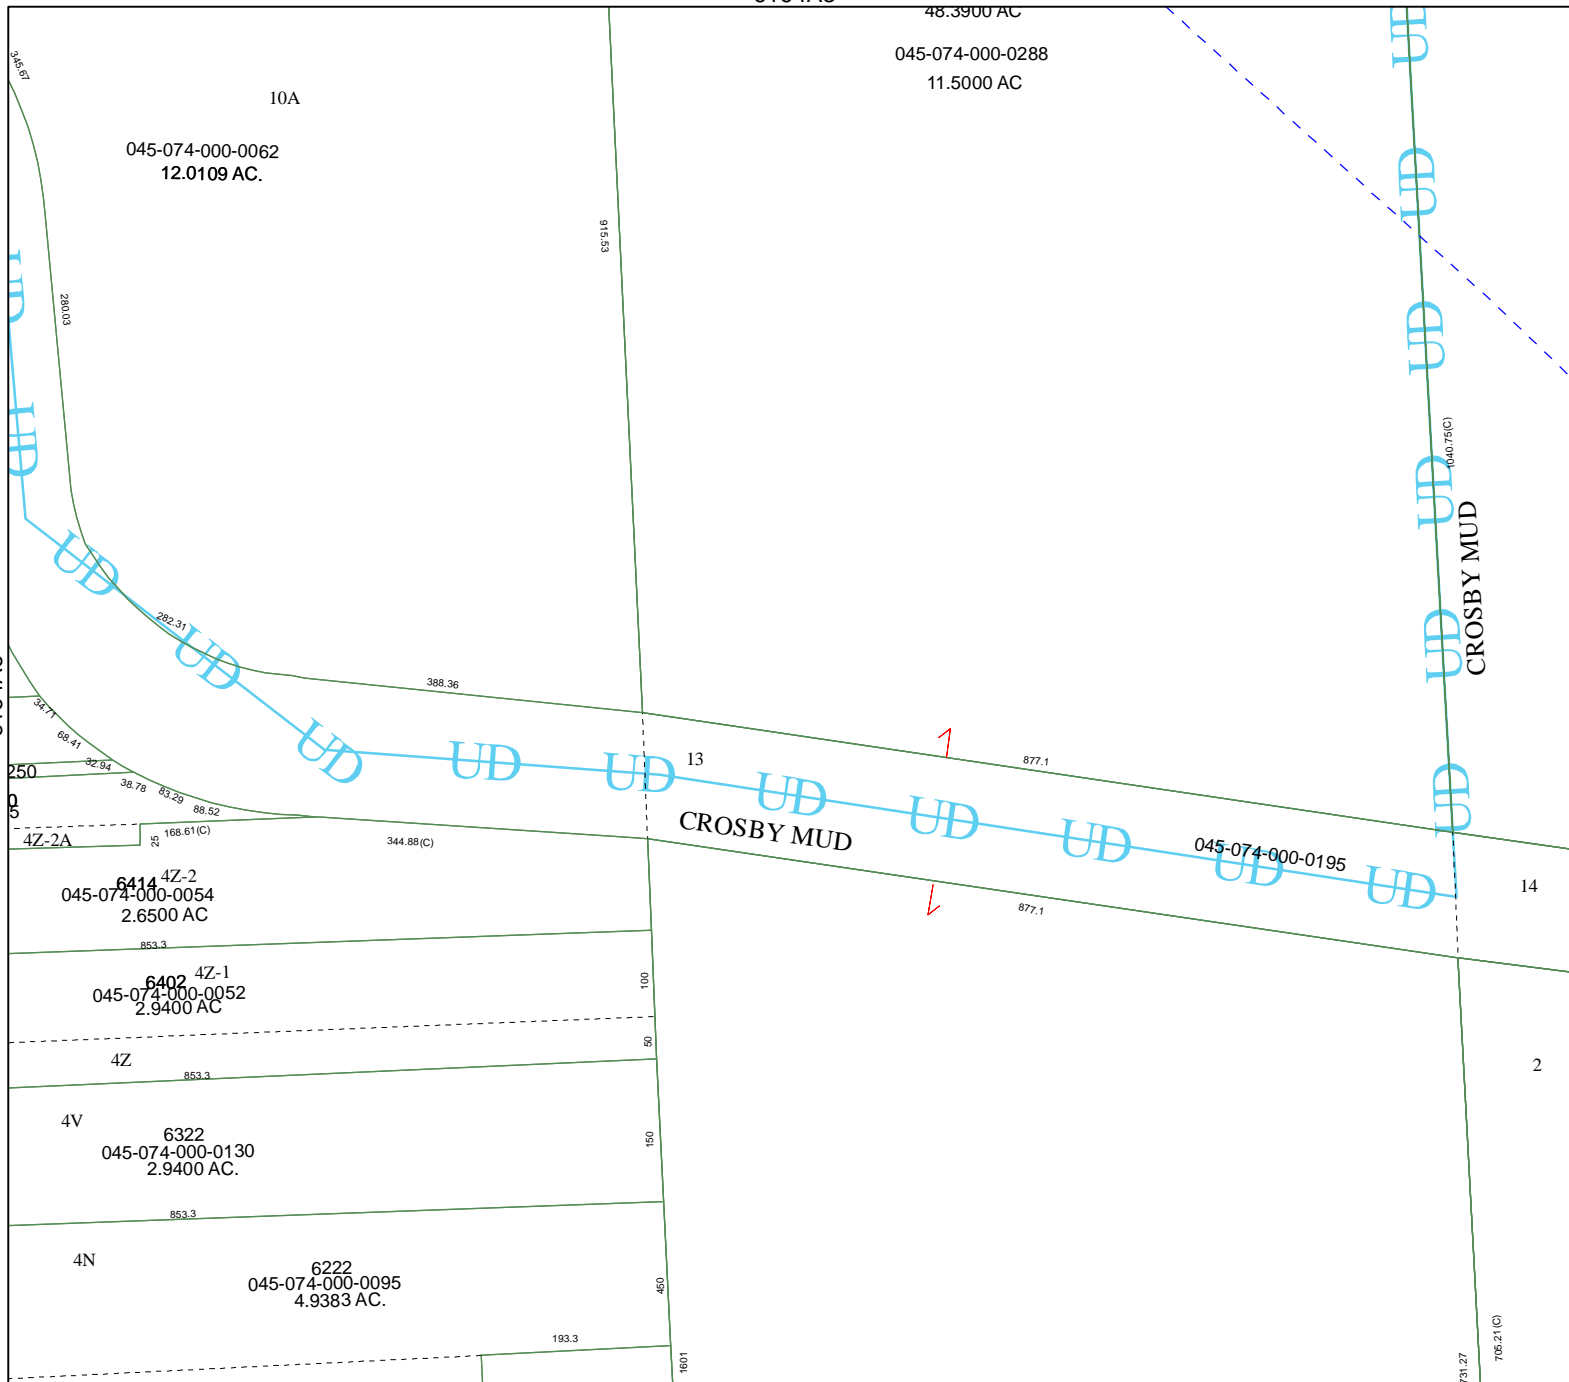 48.3900 AC
045-074-000-0288
11.5000 AC
345.67
10A
045-074-000-0062
12.0109 AC.
915.53
280.03
UD
UD
UD
UD
UD
UD
UD
UD
1040.75(C)
CROSBY MUD
282.31
UD
UD
UD
UD
UD
UD
UD
UD
UD
UD
388.36
13
877.1
CROSBY MUD
045-074-000-0195
14
877.1
34.71
68.41
32.94
38.78
83.29
88.52
250
0
5
4Z-2A
25
168.61(C)
344.88(C)
6414 4Z-2
045-074-000-0054
2.6500 AC
853.3
6402 4Z-1
045-074-000-0052
2.9400 AC
100
50
4Z
853.3
2
4V
6322
045-074-000-0130
2.9400 AC.
150
853.3
4N
6222
045-074-000-0095
4.9383 AC.
450
193.3
1601
731.27
705.21(C)